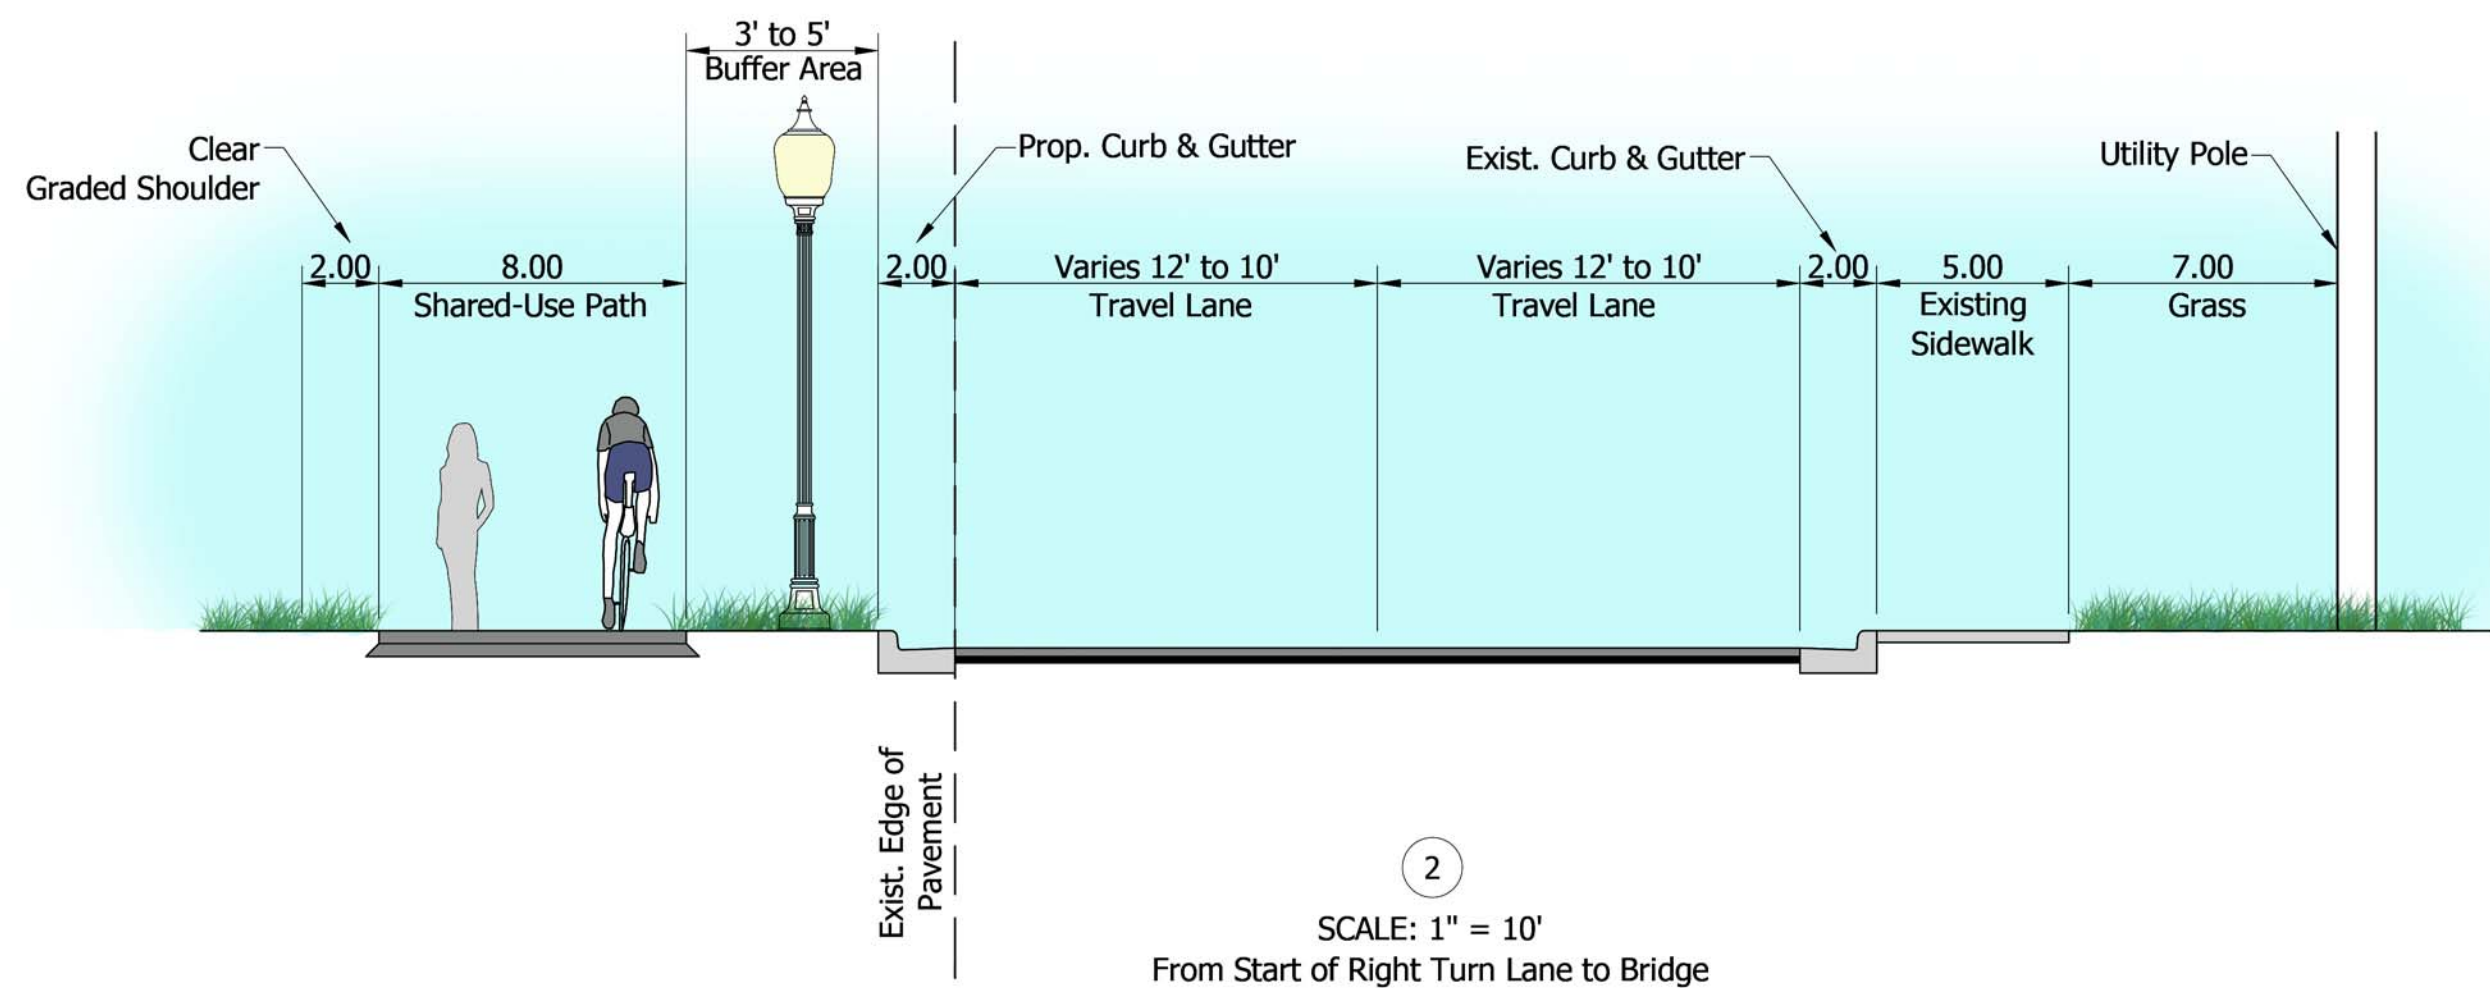 3' to 5'
Buffer Area
Clear
Graded Shoulder
Prop. Curb & Gutter
Exist. Curb & Gutter
Utility Pole
2.00
8.00
Shared-Use Path
2.00
Varies 12' to 10'
Travel Lane
Varies 12' to 10'
Travel Lane
2.00
5.00
Existing
Sidewalk
7.00
Grass
Exist. Edge of
Pavement
2
SCALE: 1" = 10'
From Start of Right Turn Lane to Bridge